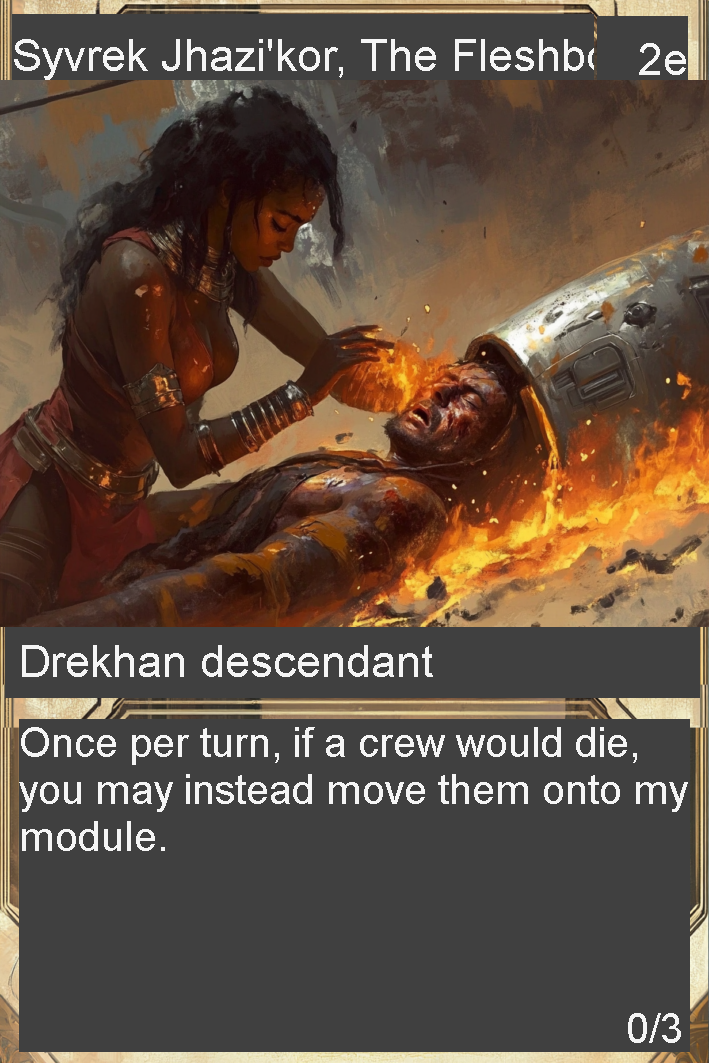 Syvrek Jhazi'kor, The Fleshbo
2e
Drekhan descendant
Once per turn, if a crew would die,
you may instead move them onto my
module.
0/3